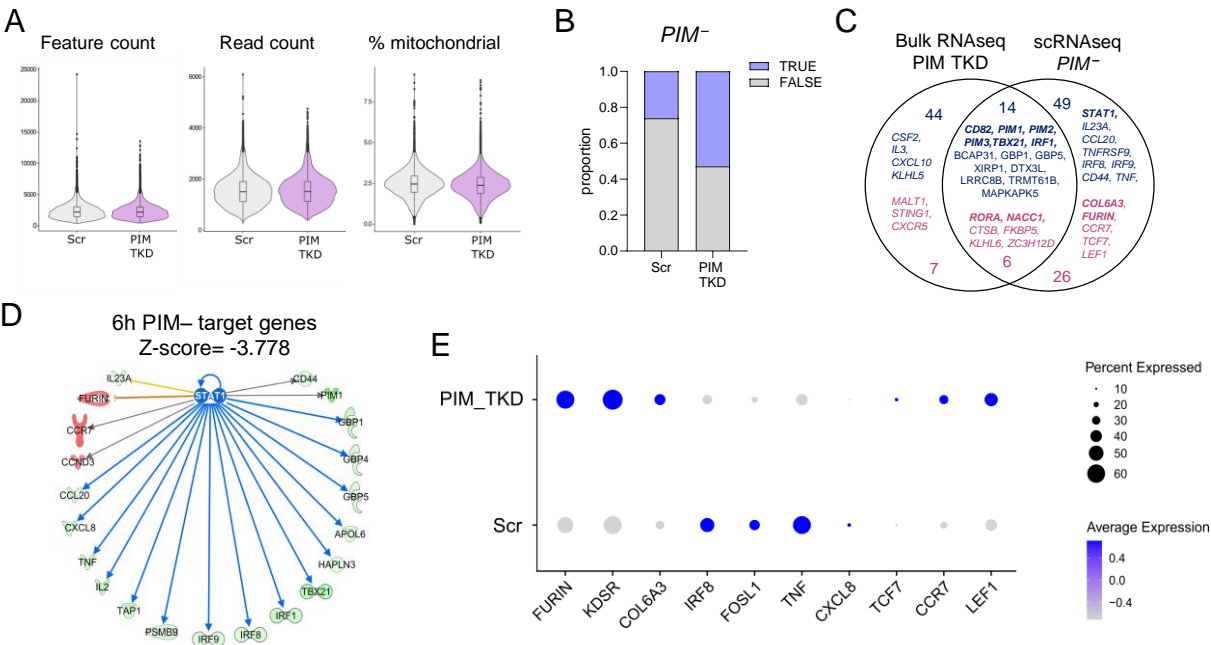 A
Feature count
Read count
% mitochondrial
25000
20000
15000
10000
5000
0
6000
4000
2000
0
7.5
5.0
2.5
0.0
Scr
PIM
TKD
Scr
PIM
TKD
Scr
PIM
TKD
B
PIM–
TRUE
FALSE
proportion
1.0
0.8
0.6
0.4
0.2
0.0
Scr
PIM
TKD
C
Bulk RNAseq
PIM TKD
scRNAseq
PIM–
44
CSF2,
IL3,
CXCL10
KLHL5
MALT1,
STING1,
CXCR5
7
14
CD82, PIM1, PIM2,
PIM3,TBX21, IRF1,
BCAP31, GBP1, GBP5,
XIRP1, DTX3L,
LRRC8B, TRMT61B,
MAPKAPK5
RORA, NACC1,
CTSB, FKBP5,
KLHL6, ZC3H12D
6
49
STAT1,
IL23A,
CCL20,
TNFRSF9,
IRF8, IRF9,
CD44, TNF,
COL6A3,
FURIN,
CCR7,
TCF7,
LEF1
26
D
6h PIM– target genes
Z-score= -3.778
IL23A
STAT1
CD44
FURIN
PIM1
CCR7
GBP1
CCND3
GBP4
CCL20
GBP5
CXCL8
APOL6
TNF
HAPLN3
IL2
TBX21
TAP1
IRF1
PSMB9
IRF9
IRF8
E
PIM_TKD
Scr
FURIN
KDSR
COL6A3
IRF8
FOSL1
TNF
CXCL8
TCF7
CCR7
LEF1
Percent Expressed
10
20
30
40
50
60
Average Expression
0.4
0.0
−0.4